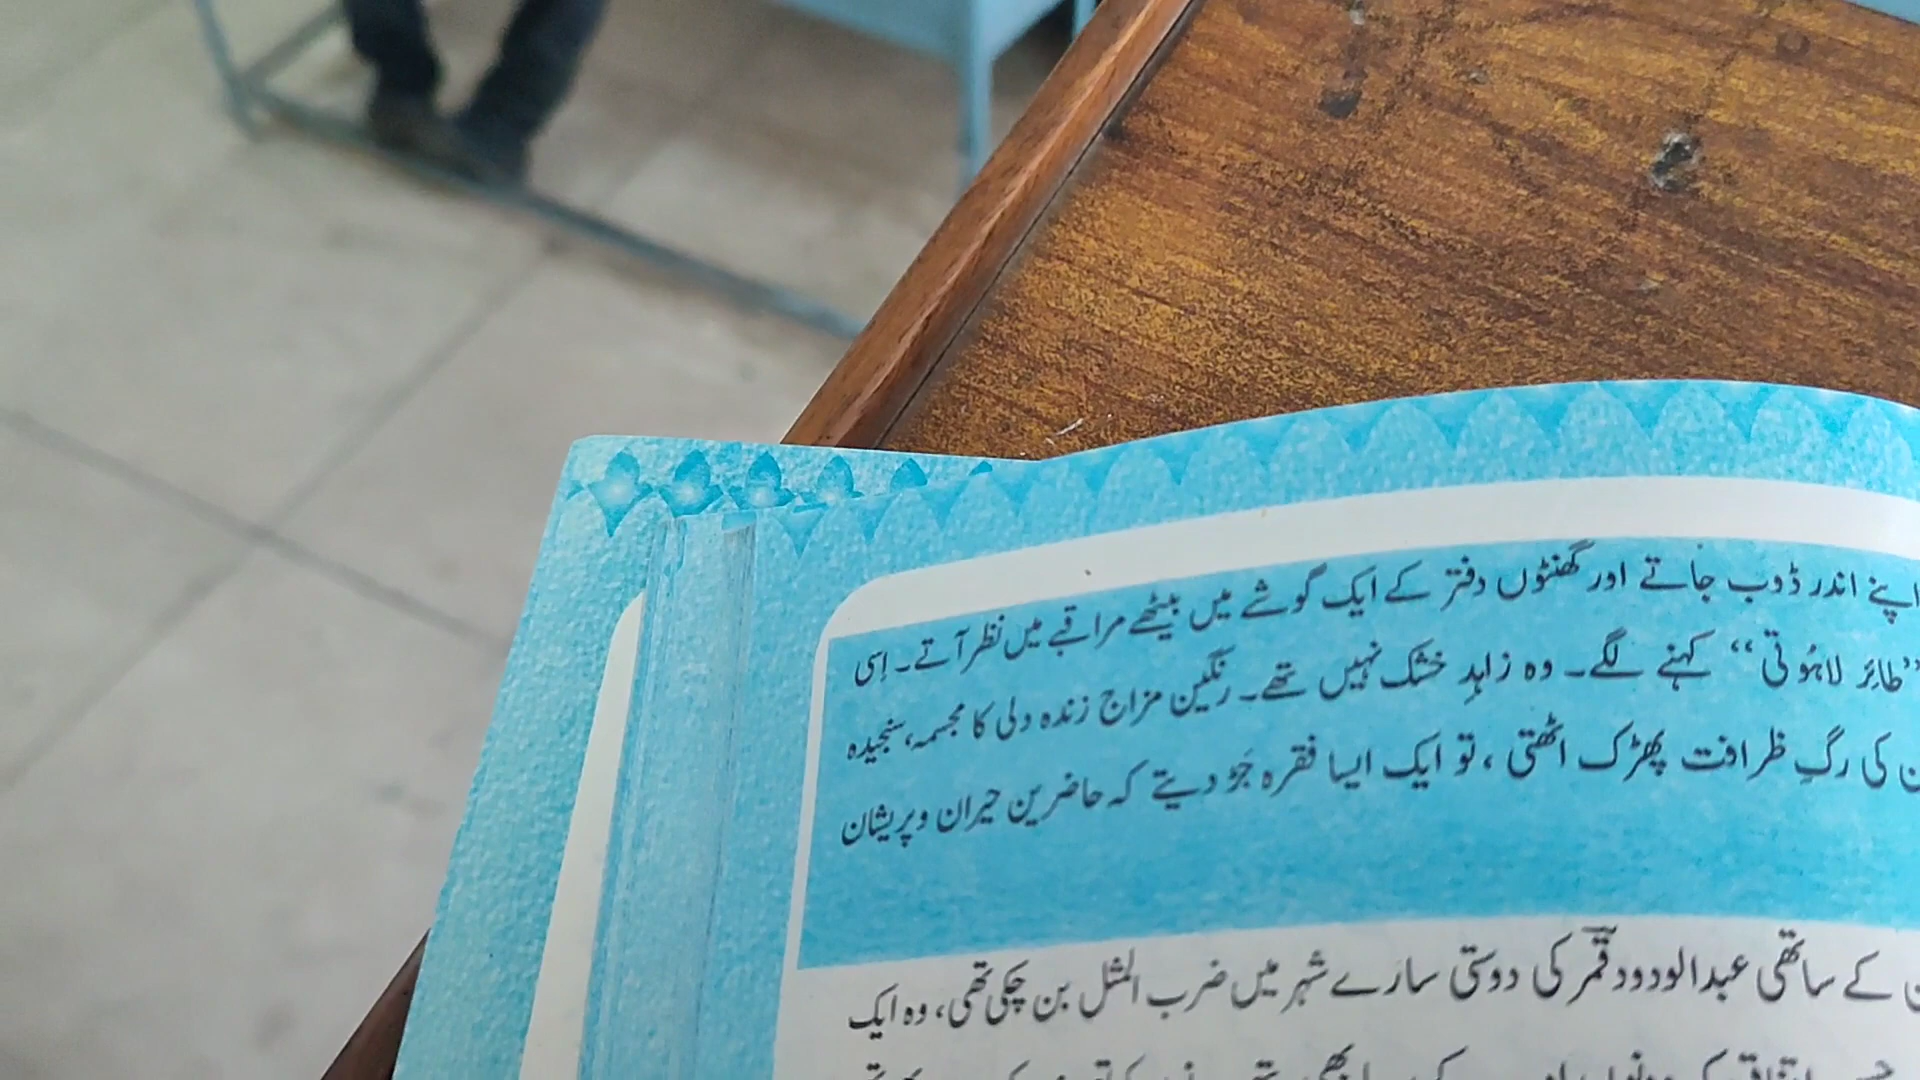 اپنے اندر ڈوب جاتے اور گھنٹوں دفتر کے ایک گوشے میں بیٹھے مراقبے میں نظر آتے۔ اِسی
’’طائرِ لاہُوتی‘‘ کہنے لگے۔ وہ زاہدِ خشک نہیں تھے۔ رنگین مزاج زندہ دلی کا مجسمہ، سنجیدہ
کی رگِ ظرافت پھڑک اٹھتی، تو ایک ایسا فقرہ جَڑ دیتے کہ حاضرین حیران و پریشان
کے ساتھی عبدالودود قمر کی دوستی سارے شہر میں ضرب المثل بن چکی تھی، وہ ایک